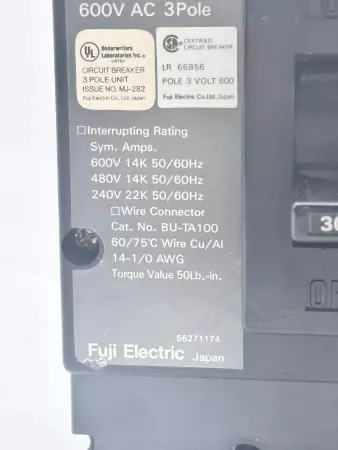 600V AC 3Pole
UL
Underwriters
Laboratories Inc.®
LISTED
CIRCUIT BREAKER
3 POLE UNIT
ISSUE NO. MJ-282
Fuji Electric Co., Ltd. Japan
CERTIFIED
CIRCUIT BREAKER
LR 66856
POLE 3 VOLT 600
Fuji Electric Co.,Ltd. Japan
□Interrupting Rating
Sym. Amps.
600V 14K 50/60Hz
480V 14K 50/60Hz
240V 22K 50/60Hz
□Wire Connector
Cat. No. BU-TA100
60/75℃ Wire Cu/Al
14-1/0 AWG
Torque Value 50Lb.-in.
56271174
Fuji Electric Japan